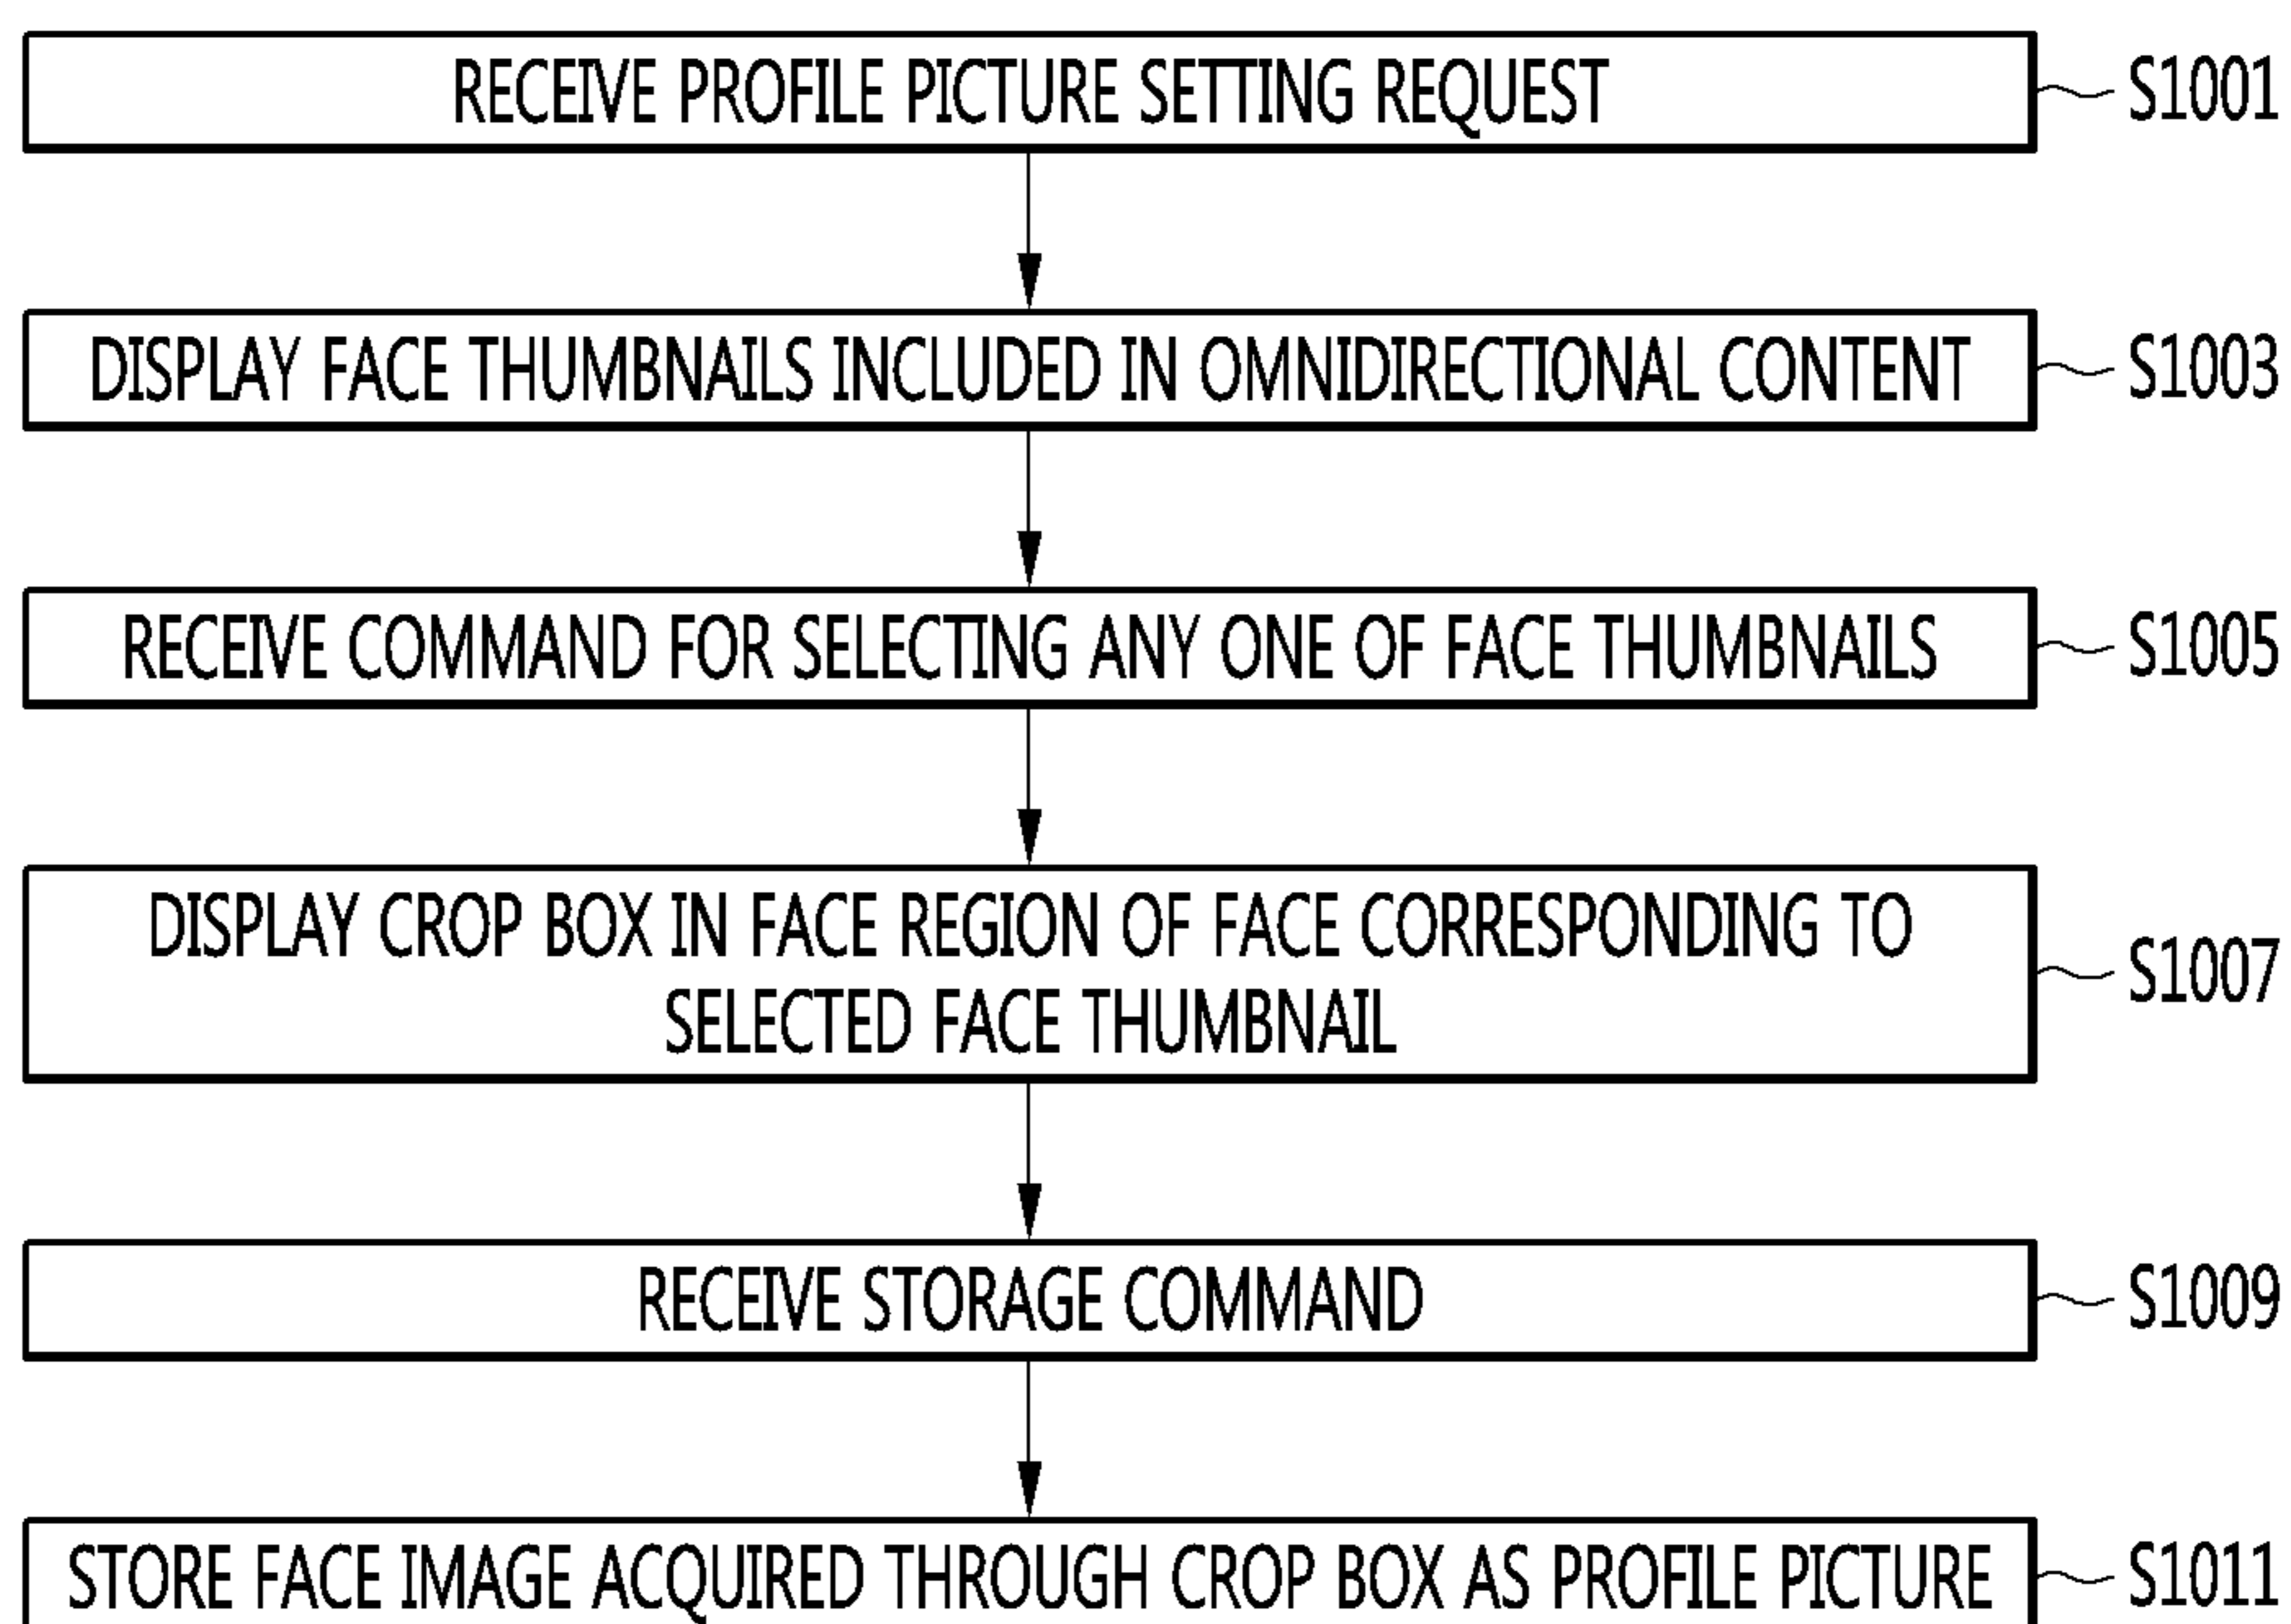 RECEIVE PROFILE PICTURE SETTING REQUEST
S1001
DISPLAY FACE THUMBNAILS INCLUDED IN OMNIDIRECTIONAL CONTENT
S1003
RECEIVE COMMAND FOR SELECTING ANY ONE OF FACE THUMBNAILS
S1005
DISPLAY CROP BOX IN FACE REGION OF FACE CORRESPONDING TO
SELECTED FACE THUMBNAIL
S1007
RECEIVE STORAGE COMMAND
S1009
STORE FACE IMAGE ACQUIRED THROUGH CROP BOX AS PROFILE PICTURE
S1011